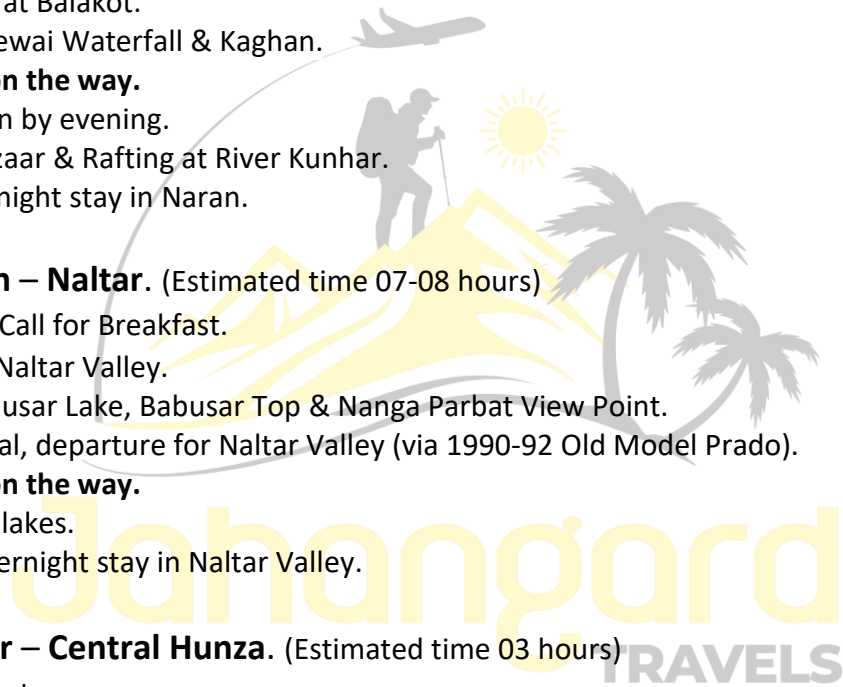 at Balakot.
ewai Waterfall & Kaghan.
on the way.
n by evening.
zaar & Rafting at River Kunhar.
night stay in Naran.
n – Naltar. (Estimated time 07-08 hours)
Call for Breakfast.
Naltar Valley.
usar Lake, Babusar Top & Nanga Parbat View Point.
al, departure for Naltar Valley (via 1990-92 Old Model Prado).
on the way.
lakes.
ernight stay in Naltar Valley.
Jahangard
r – Central Hunza. (Estimated time 03 hours)
TRAVELS